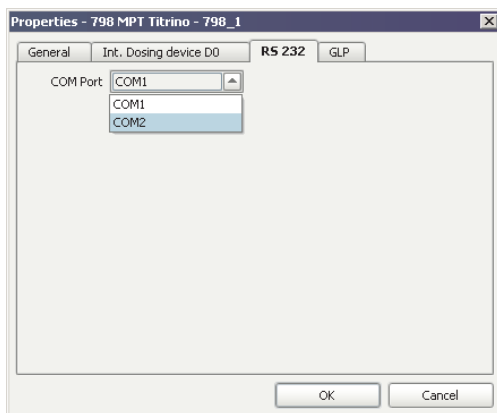 Properties - 798 MPT Titrino - 798_1
General Int. Dosing device D0 RS 232 GLP
COM Port COM1
COM1
COM2
OK Cancel